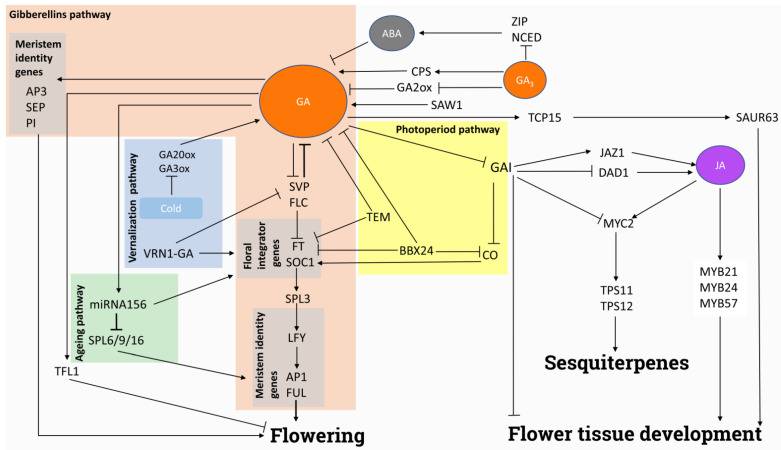 Gibberellins pathway
Meristem
identity
genes
AP3
SEP
PI
GA
ABA
ZIP
NCED
CPS
GA2ox
GA3
SAW1
TCP15
SAUR63
Photoperiod pathway
GAI
JAZ1
DAD1
JA
MYC2
Vernalization pathway
GA20ox
GA3ox
Cold
VRN1-GA
SVP
FLC
TEM
Floral
integrator
genes
FT
SOC1
BBX24
CO
Ageing pathway
miRNA156
SPL6/9/16
SPL3
TPS11
TPS12
MYB21
MYB24
MYB57
Meristem identity
genes
LFY
AP1
FUL
TFL1
Sesquiterpenes
Flowering
Flower tissue development